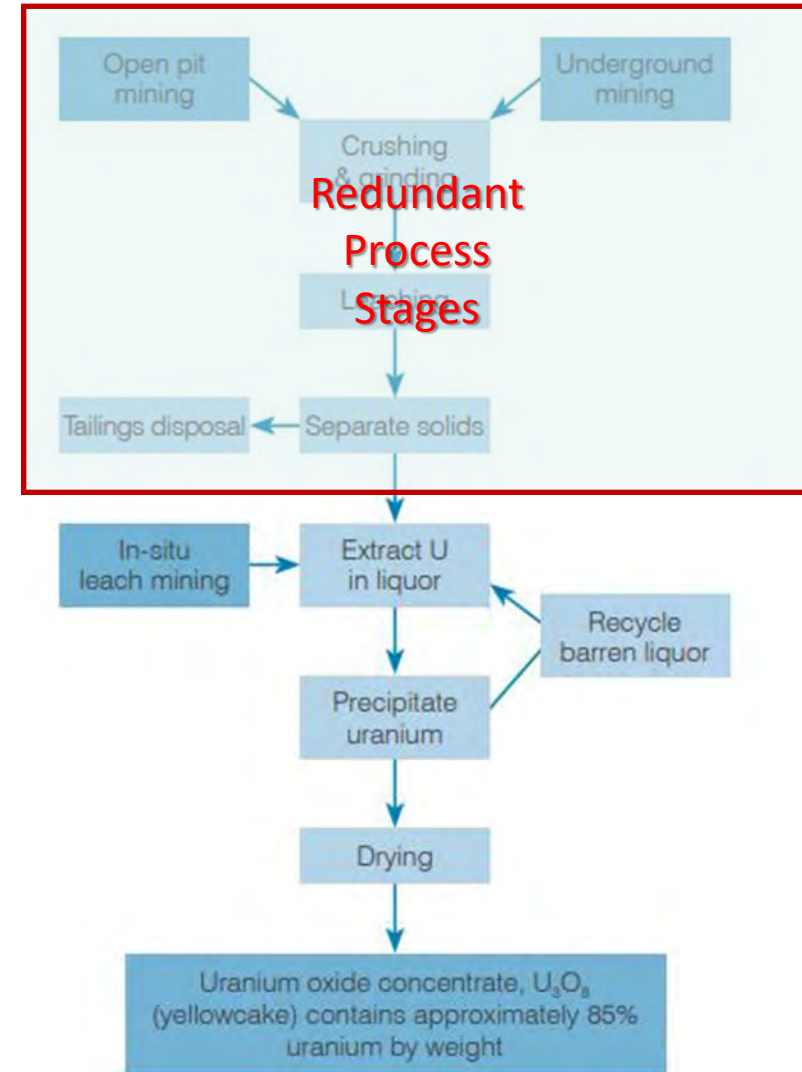 Open pit
mining
Underground
mining
Crushing
& grinding
Redundant
Process
Leaching
Stages
Tailings disposal
Separate solids
In-situ
leach mining
Extract U
in liquor
Recycle
barren liquor
Precipitate
uranium
Drying
Uranium oxide concentrate, U₃O₈
(yellowcake) contains approximately 85%
uranium by weight